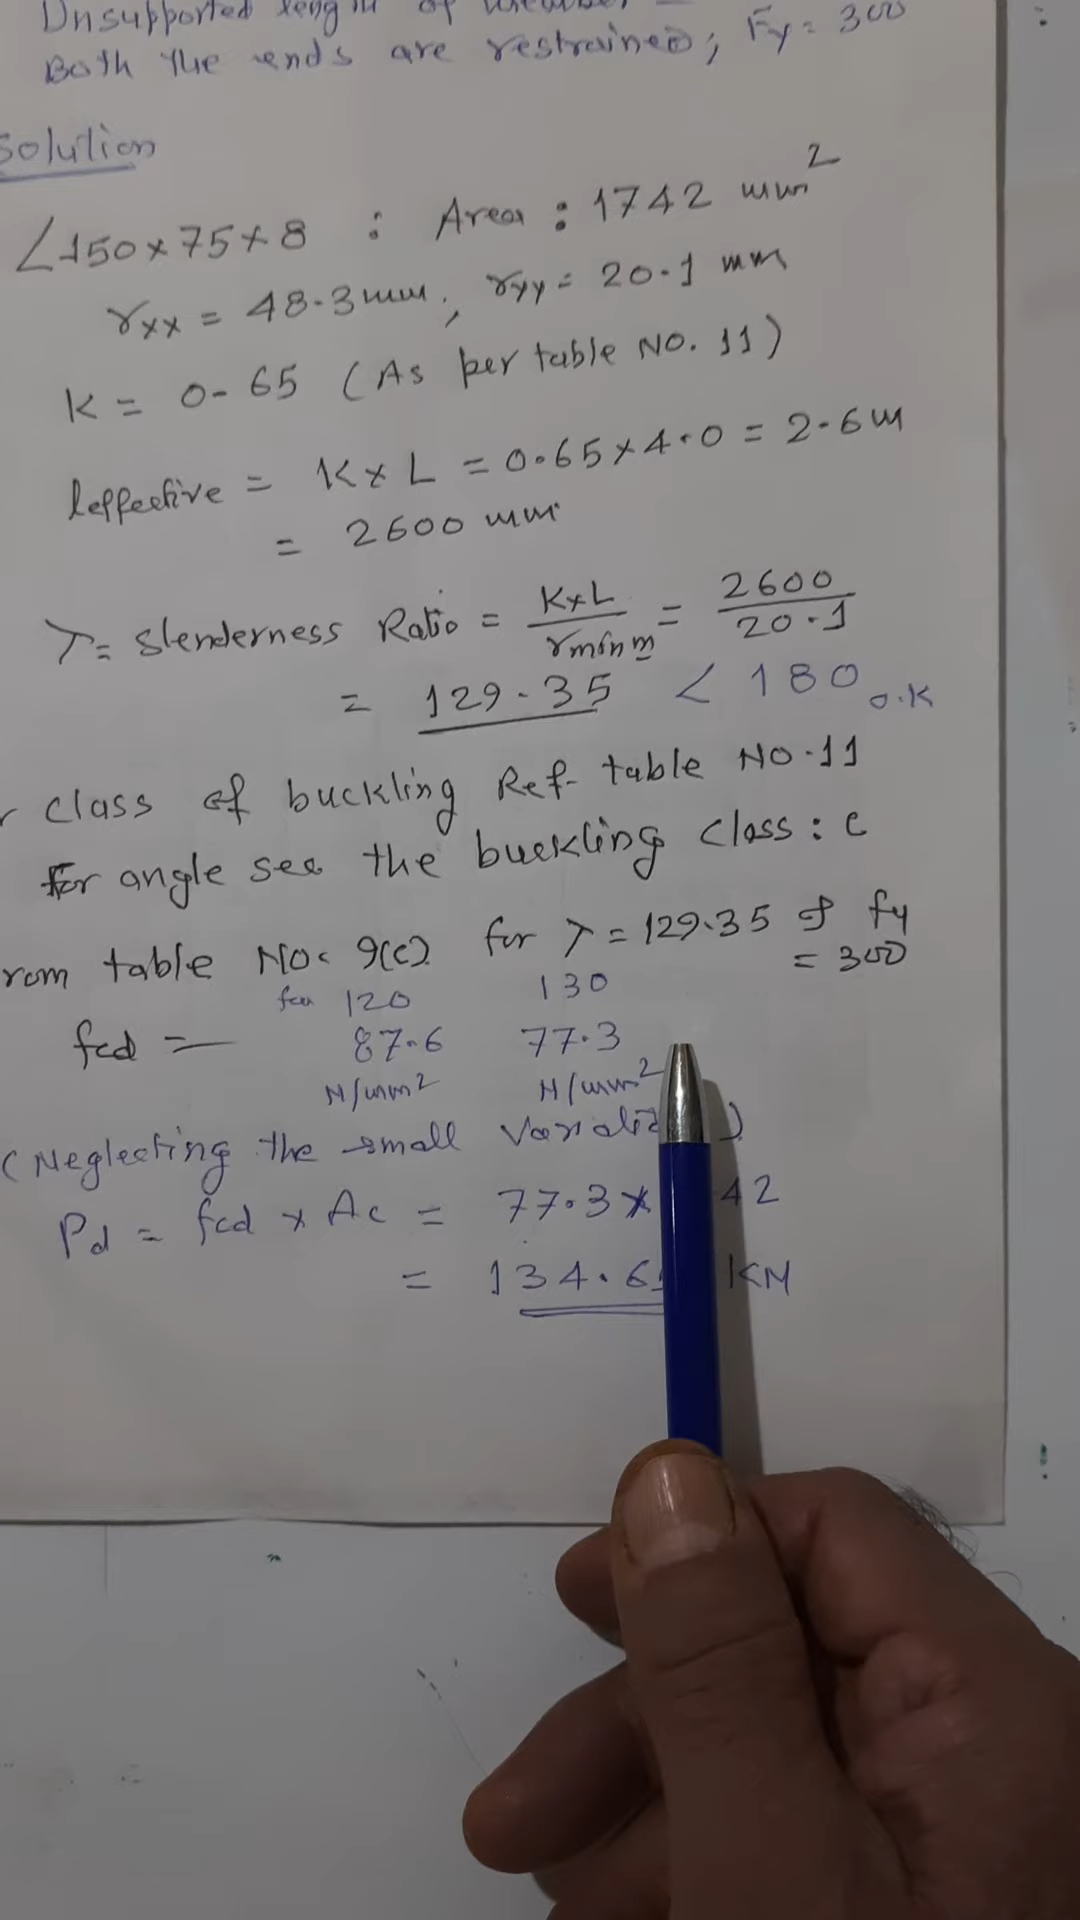 Unsupported length of
Both the ends are restrained, Fy = 300
Solution
∠150×75×8 : Area : 1742 mm²
rxx = 48.3mm, ryy = 20.1 mm
K = 0.65 (As per table NO. 11)
leffective = K×L = 0.65×4.0 = 2.6m
= 2600 mm
λ = Slenderness Ratio = K×L / rminm = 2600 / 20.1
= 129.35 < 180 O.K
Class of buckling Ref. table NO.11
For angle see the buckling class: c
rom table No. 9(c) for λ = 129.35 & fy = 300
for 120 130
fcd = 87.6 77.3
N/mm² N/mm²
(Neglecting the small )
Pd = fcd × Ac = 77.3 × 42
= 134.6 KN